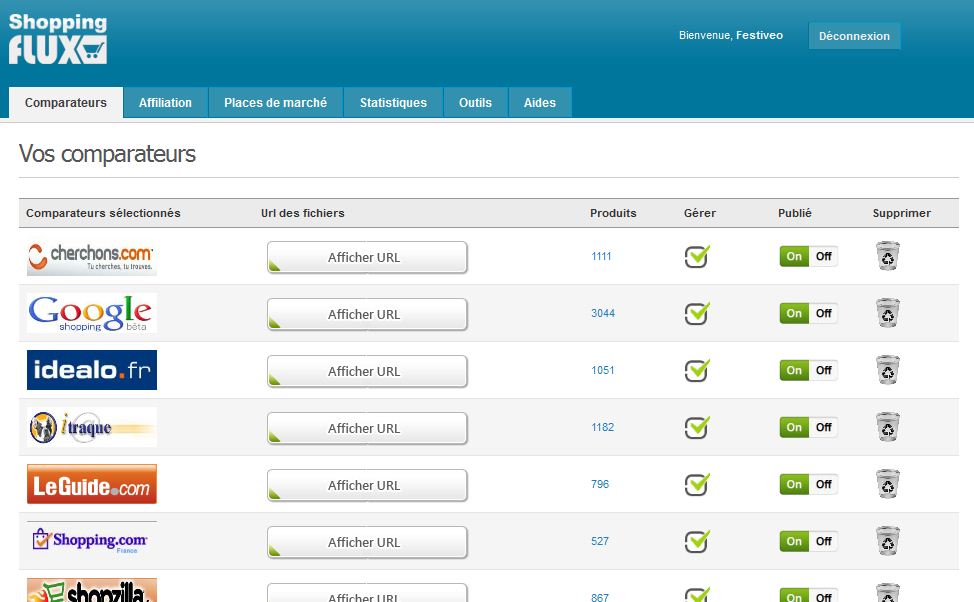 Shopping
FLUX
Bienvenue, Festiveo
Déconnexion
Comparateurs Affiliation Places de marché Statistiques Outils Aides
Vos comparateurs
Comparateurs sélectionnés Url des fichiers Produits Gérer Publié Supprimer
cherchons.com
Tu cherches, tu trouves.
Afficher URL 1111 On Off
Google
shopping bêta
Afficher URL 3044 On Off
idealo.fr Afficher URL 1051 On Off
itraque Afficher URL 1182 On Off
LeGuide.com Afficher URL 796 On Off
Shopping.com
France
Afficher URL 527 On Off
shopzilla Afficher URL 867 On Off